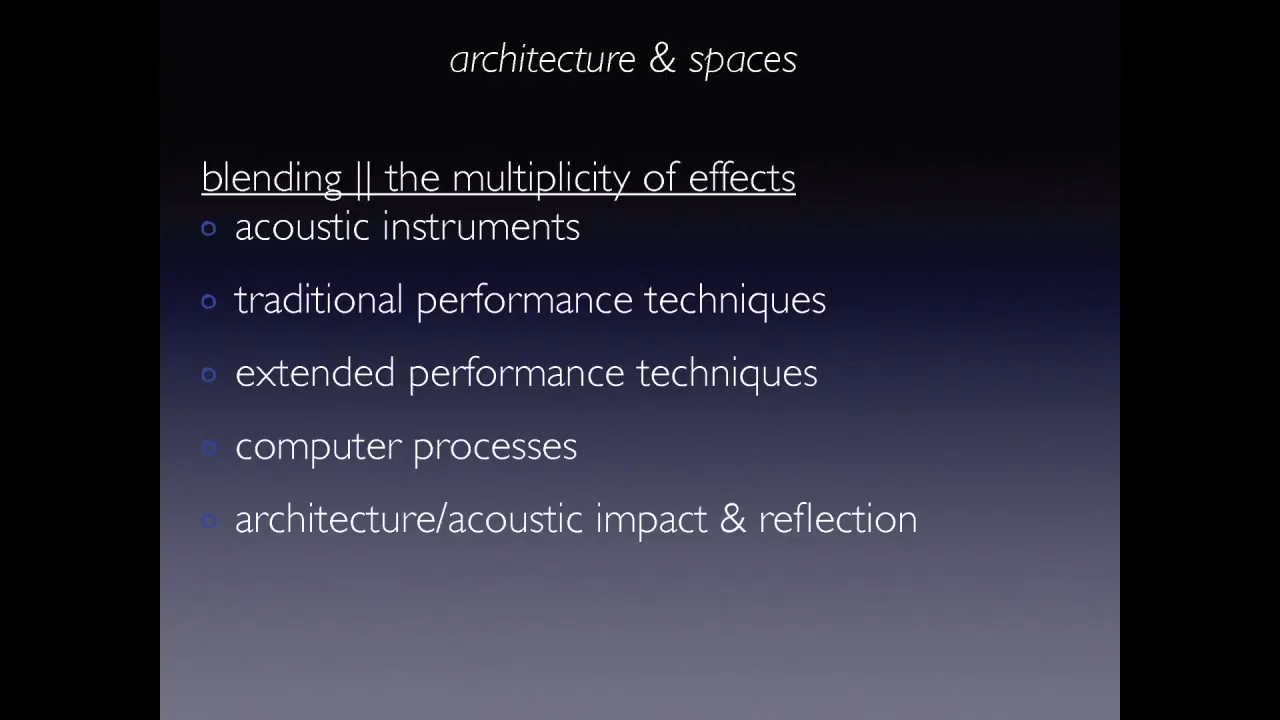 architecture & spaces
blending || the multiplicity of effects
acoustic instruments
traditional performance techniques
extended performance techniques
computer processes
architecture/acoustic impact & reflection